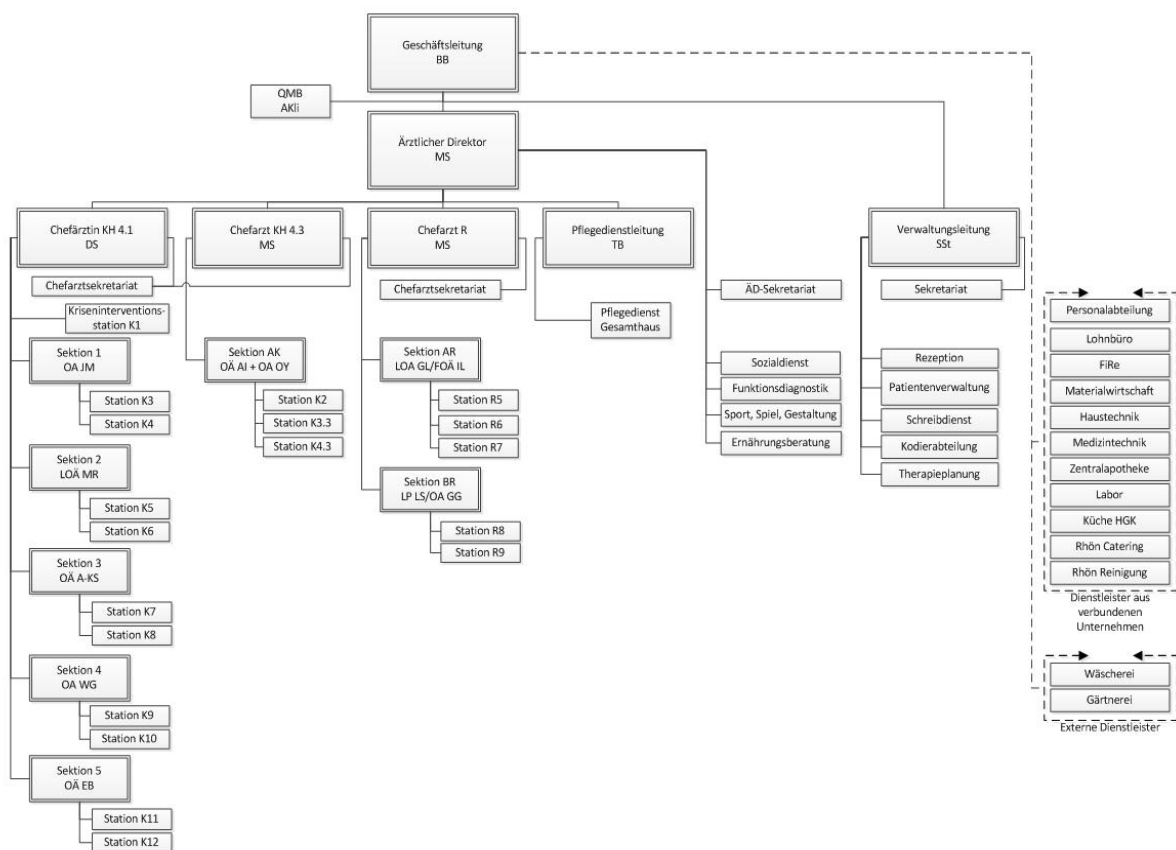 Geschäftsleitung
BB
QMB
AKli
Ärztlicher Direktor
MS
Chefärztin KH 4.1
DS
Chefarzt KH 4.3
MS
Chefarzt R
MS
Pflegedienstleitung
TB
Verwaltungsleitung
SSt
Chefarztsekretariat
Chefarztsekretariat
ÄD-Sekretariat
Sekretariat
Kriseninterventions-
station K1
Pflegedienst
Gesamthaus
Sektion 1
OA JM
Station K3
Station K4
Sektion 2
LOÄ MR
Station K5
Station K6
Sektion 3
OÄ A-KS
Station K7
Station K8
Sektion 4
OA WG
Station K9
Station K10
Sektion 5
OÄ EB
Station K11
Station K12
Sektion AK
OÄ AI + OA OY
Station K2
Station K3.3
Station K4.3
Sektion AR
LOA GL/FOÄ IL
Station R5
Station R6
Station R7
Sektion BR
LP LS/OA GG
Station R8
Station R9
Sozialdienst
Funktionsdiagnostik
Sport, Spiel, Gestaltung
Ernährungsberatung
Rezeption
Patientenverwaltung
Schreibdienst
Kodierabteilung
Therapieplanung
Personalabteilung
Lohnbüro
FiRe
Materialwirtschaft
Haustechnik
Medizintechnik
Zentralapotheke
Labor
Küche HGK
Rhön Catering
Rhön Reinigung
Dienstleister aus
verbundenen
Unternehmen
Wäscherei
Gärtnerei
Externe Dienstleister